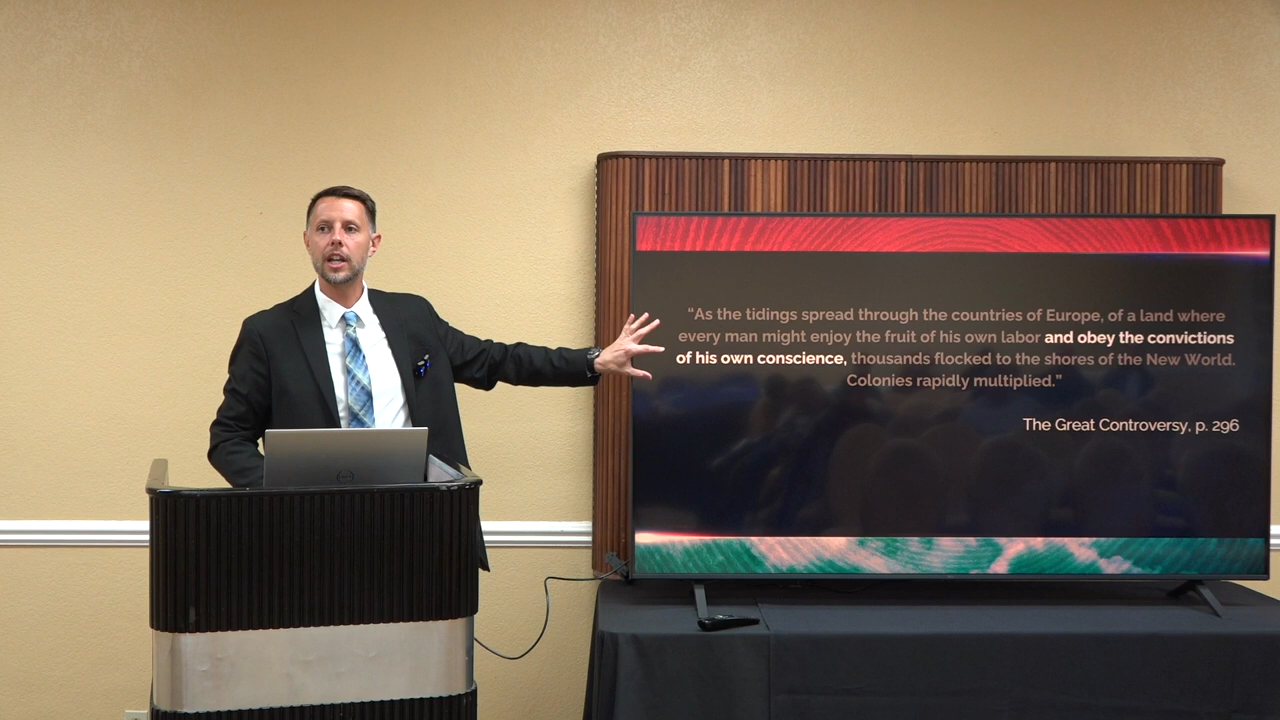 “As the tidings spread through the countries of Europe, of a land where
every man might enjoy the fruit of his own labor and obey the convictions
of his own conscience, thousands flocked to the shores of the New World.
Colonies rapidly multiplied.”
The Great Controversy, p. 296